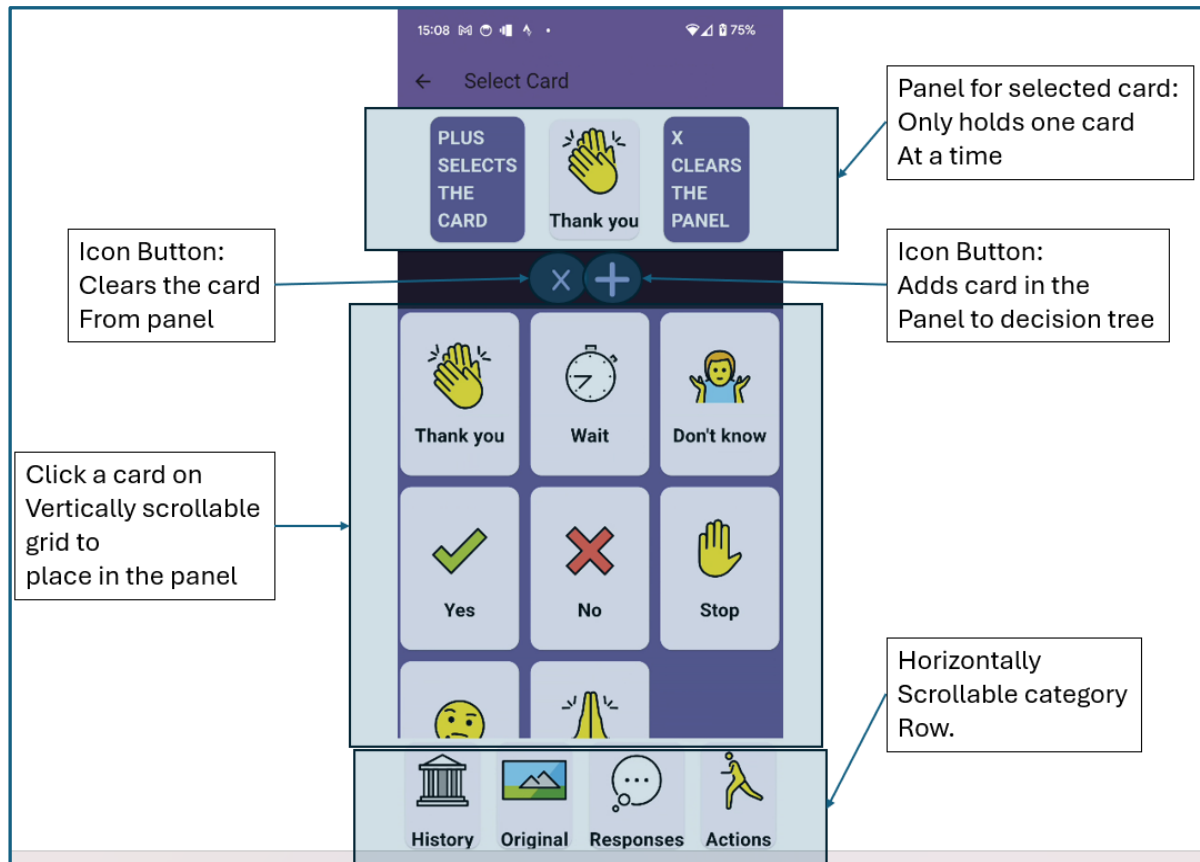 15:08
75%
Select Card
PLUS
SELECTS
THE
CARD
Thank you
X
CLEARS
THE
PANEL
Panel for selected card:
Only holds one card
At a time
Icon Button:
Clears the card
From panel
X
Icon Button:
Adds card in the
Panel to decision tree
Thank you
Wait
Don't know
Click a card on
Vertically scrollable
grid to
place in the panel
Yes
No
Stop
Horizontally
Scrollable category
Row.
History
Original
Responses
Actions